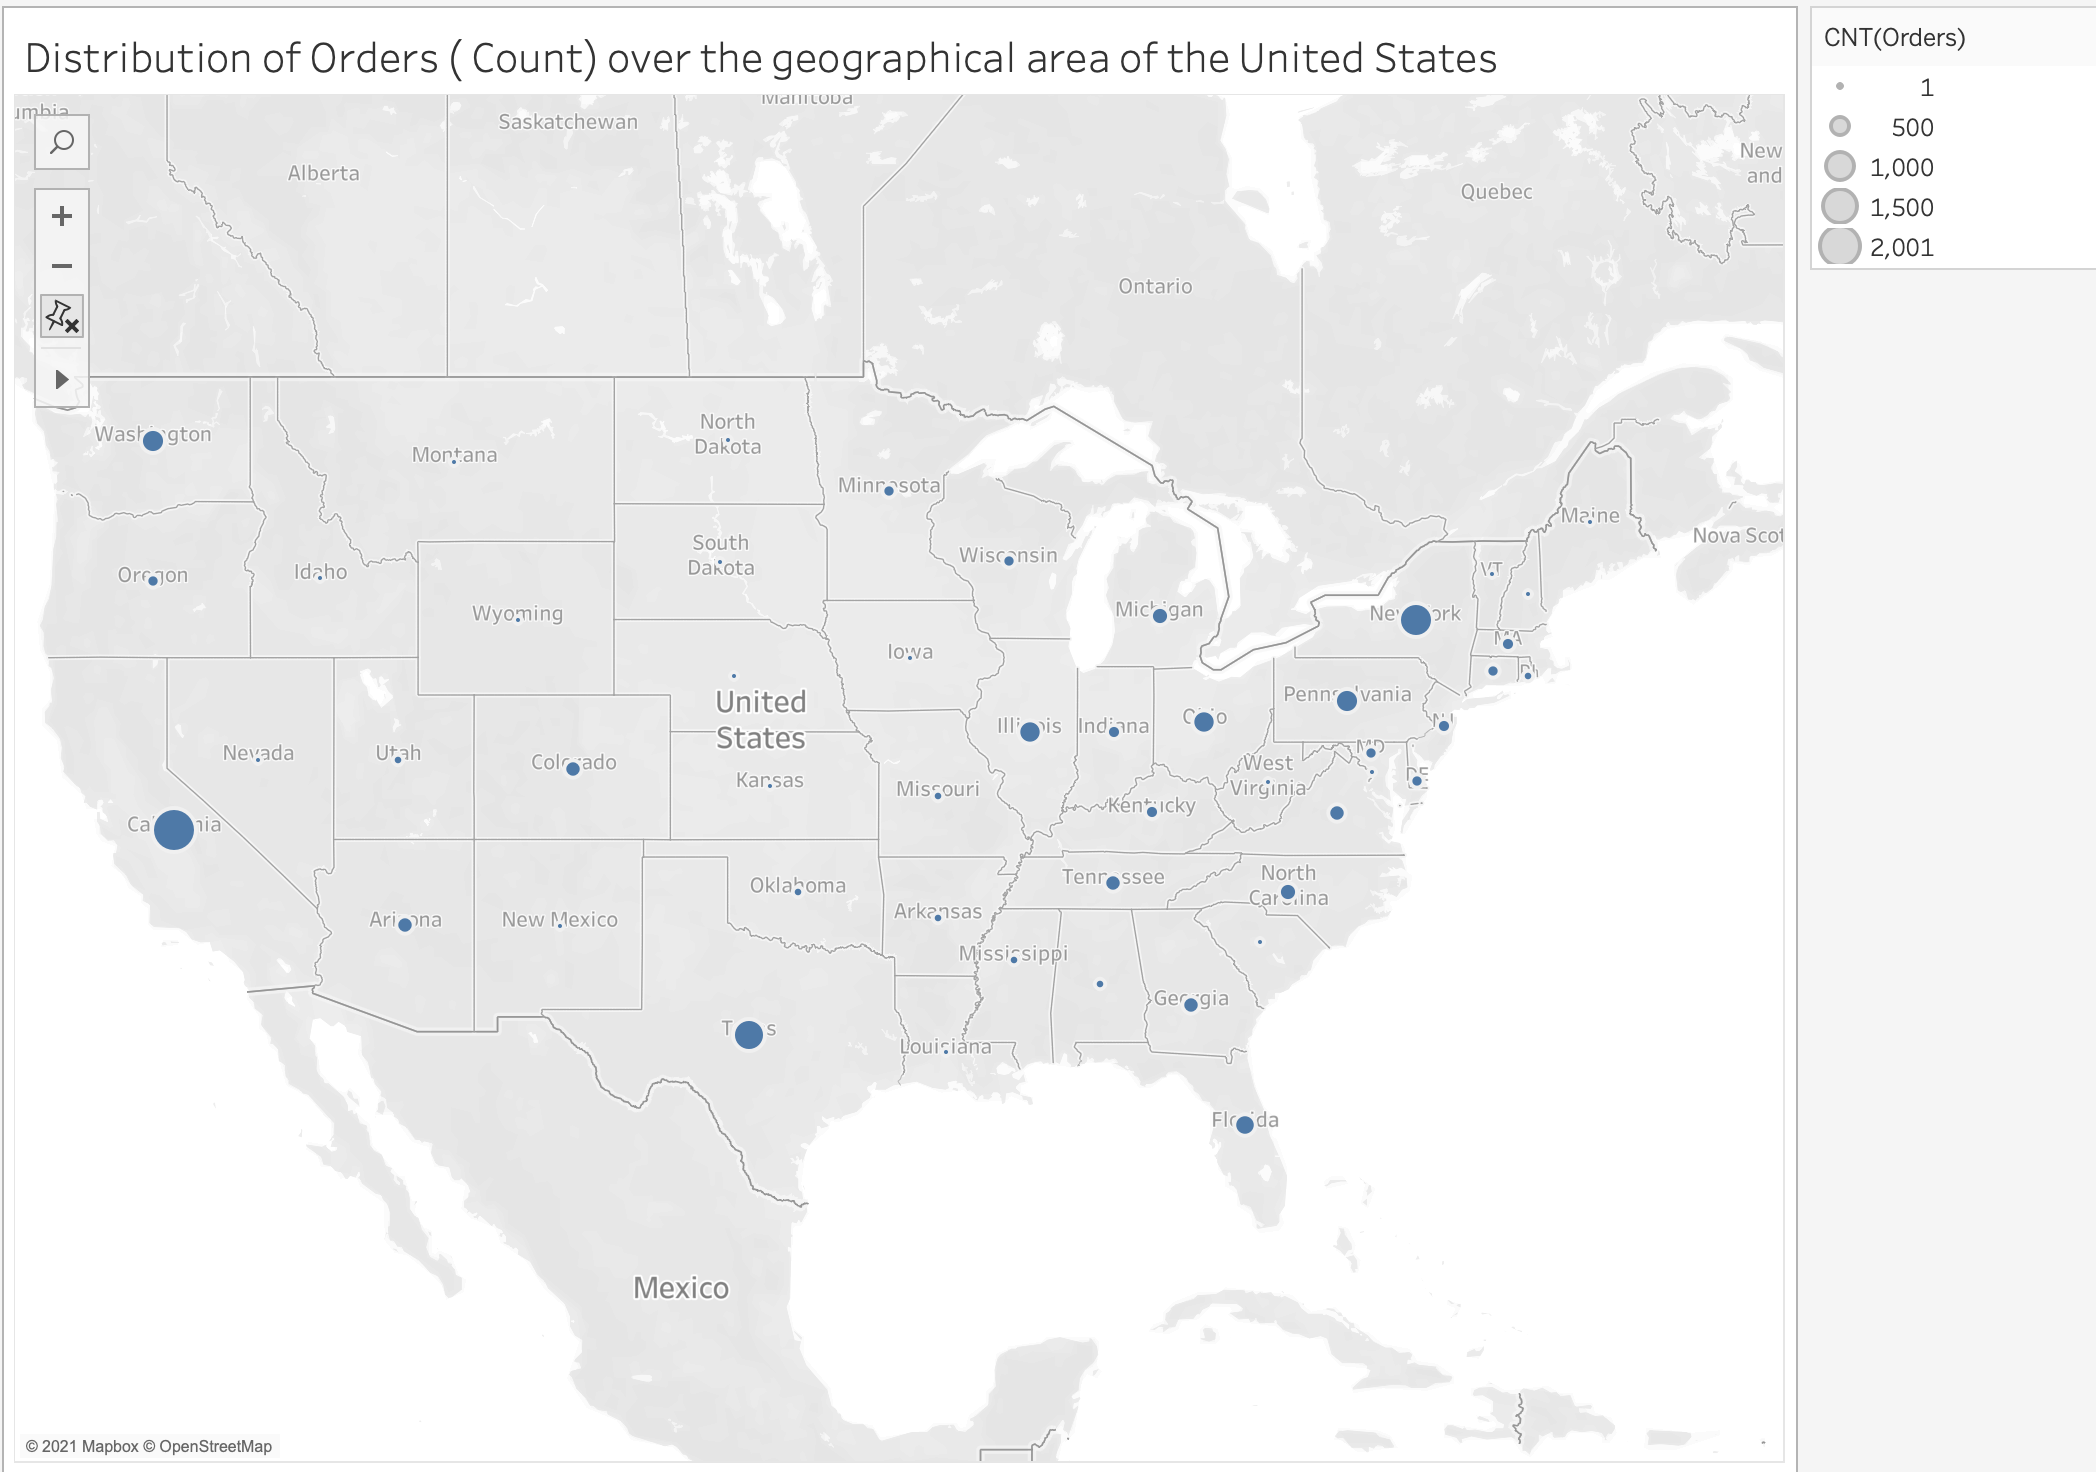 Distribution of Orders ( Count) over the geographical area of the United States
CNT(Orders)
1
500
1,000
1,500
2,001
umbia
Manitoba
Saskatchewan
Alberta
New
and
Quebec
Ontario
North
Dakota
Montana
Minnesota
Maine
Nova Scot
South
Dakota
Wisconsin
VT
Oregon
Idaho
Michigan
Wyoming
MA
Iowa
Pennsylvania
United
States
Illinois
Indiana
Ohio
NJ
MD
Nevada
Utah
Colorado
West
Virginia
DE
Kansas
Missouri
Kentucky
Washington
New York
RI
California
Tennessee
North
Carolina
Oklahoma
Arkansas
Arizona
New Mexico
Mississippi
Georgia
Texas
Louisiana
Florida
Mexico
© 2021 Mapbox © OpenStreetMap